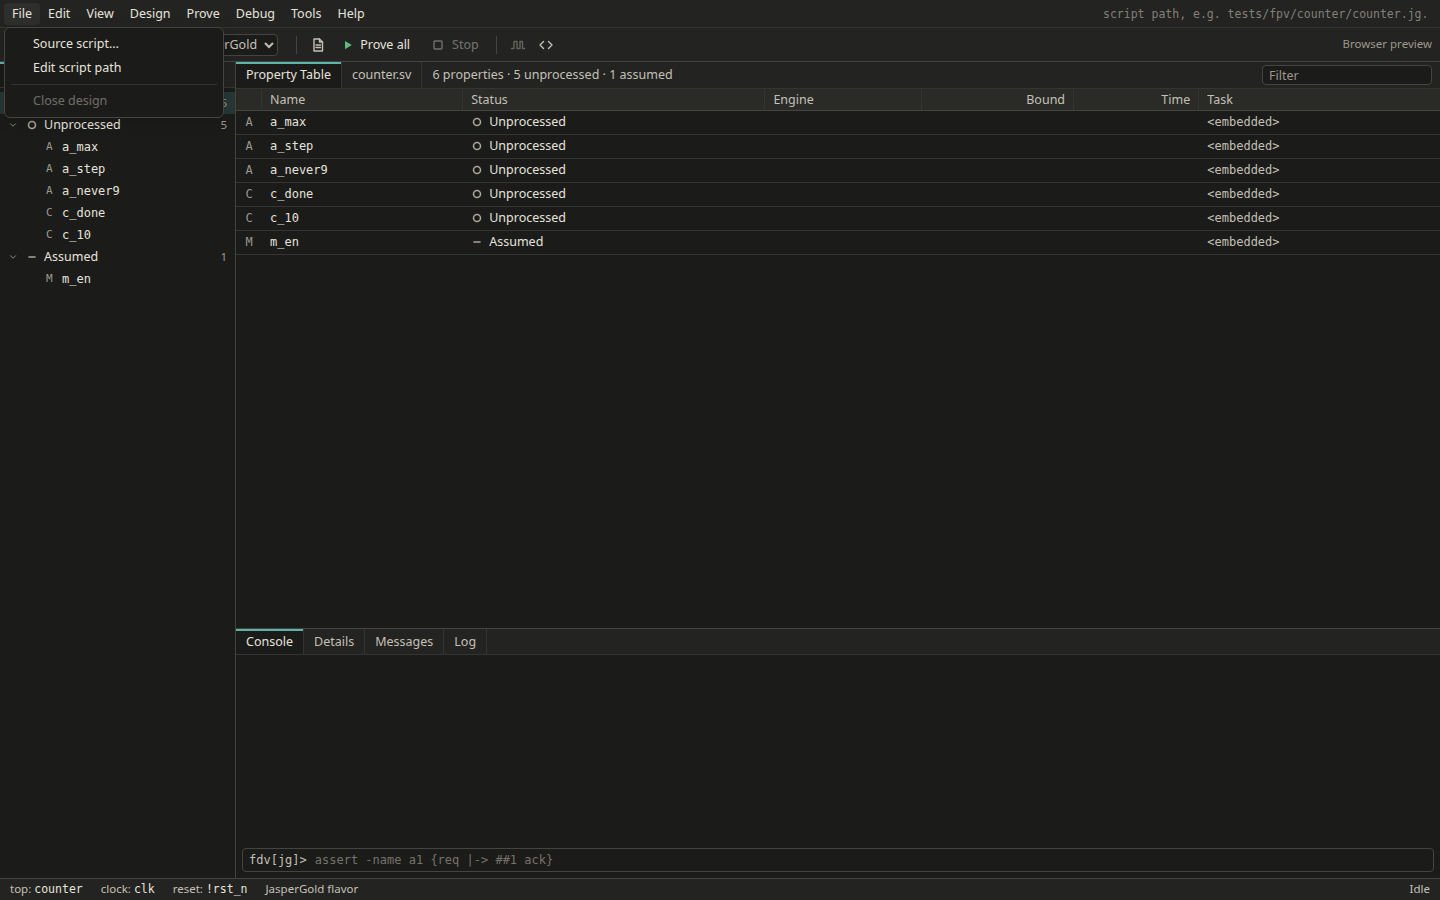 File Edit View Design Prove Debug Tools Help
script path, e.g. tests/fpv/counter/counter.jg.
Source script...
Edit script path
Close design
rGold
Prove all
Stop
Browser preview
Property Table
counter.sv
6 properties · 5 unprocessed · 1 assumed
Filter
Unprocessed 5
A a_max
A a_step
A a_never9
C c_done
C c_10
Assumed 1
M m_en
Name Status Engine Bound Time Task
A a_max Unprocessed <embedded>
A a_step Unprocessed <embedded>
A a_never9 Unprocessed <embedded>
C c_done Unprocessed <embedded>
C c_10 Unprocessed <embedded>
M m_en Assumed <embedded>
Console Details Messages Log
fdv[jg]> assert -name a1 {req |-> ##1 ack}
top: counter clock: clk reset: !rst_n JasperGold flavor Idle